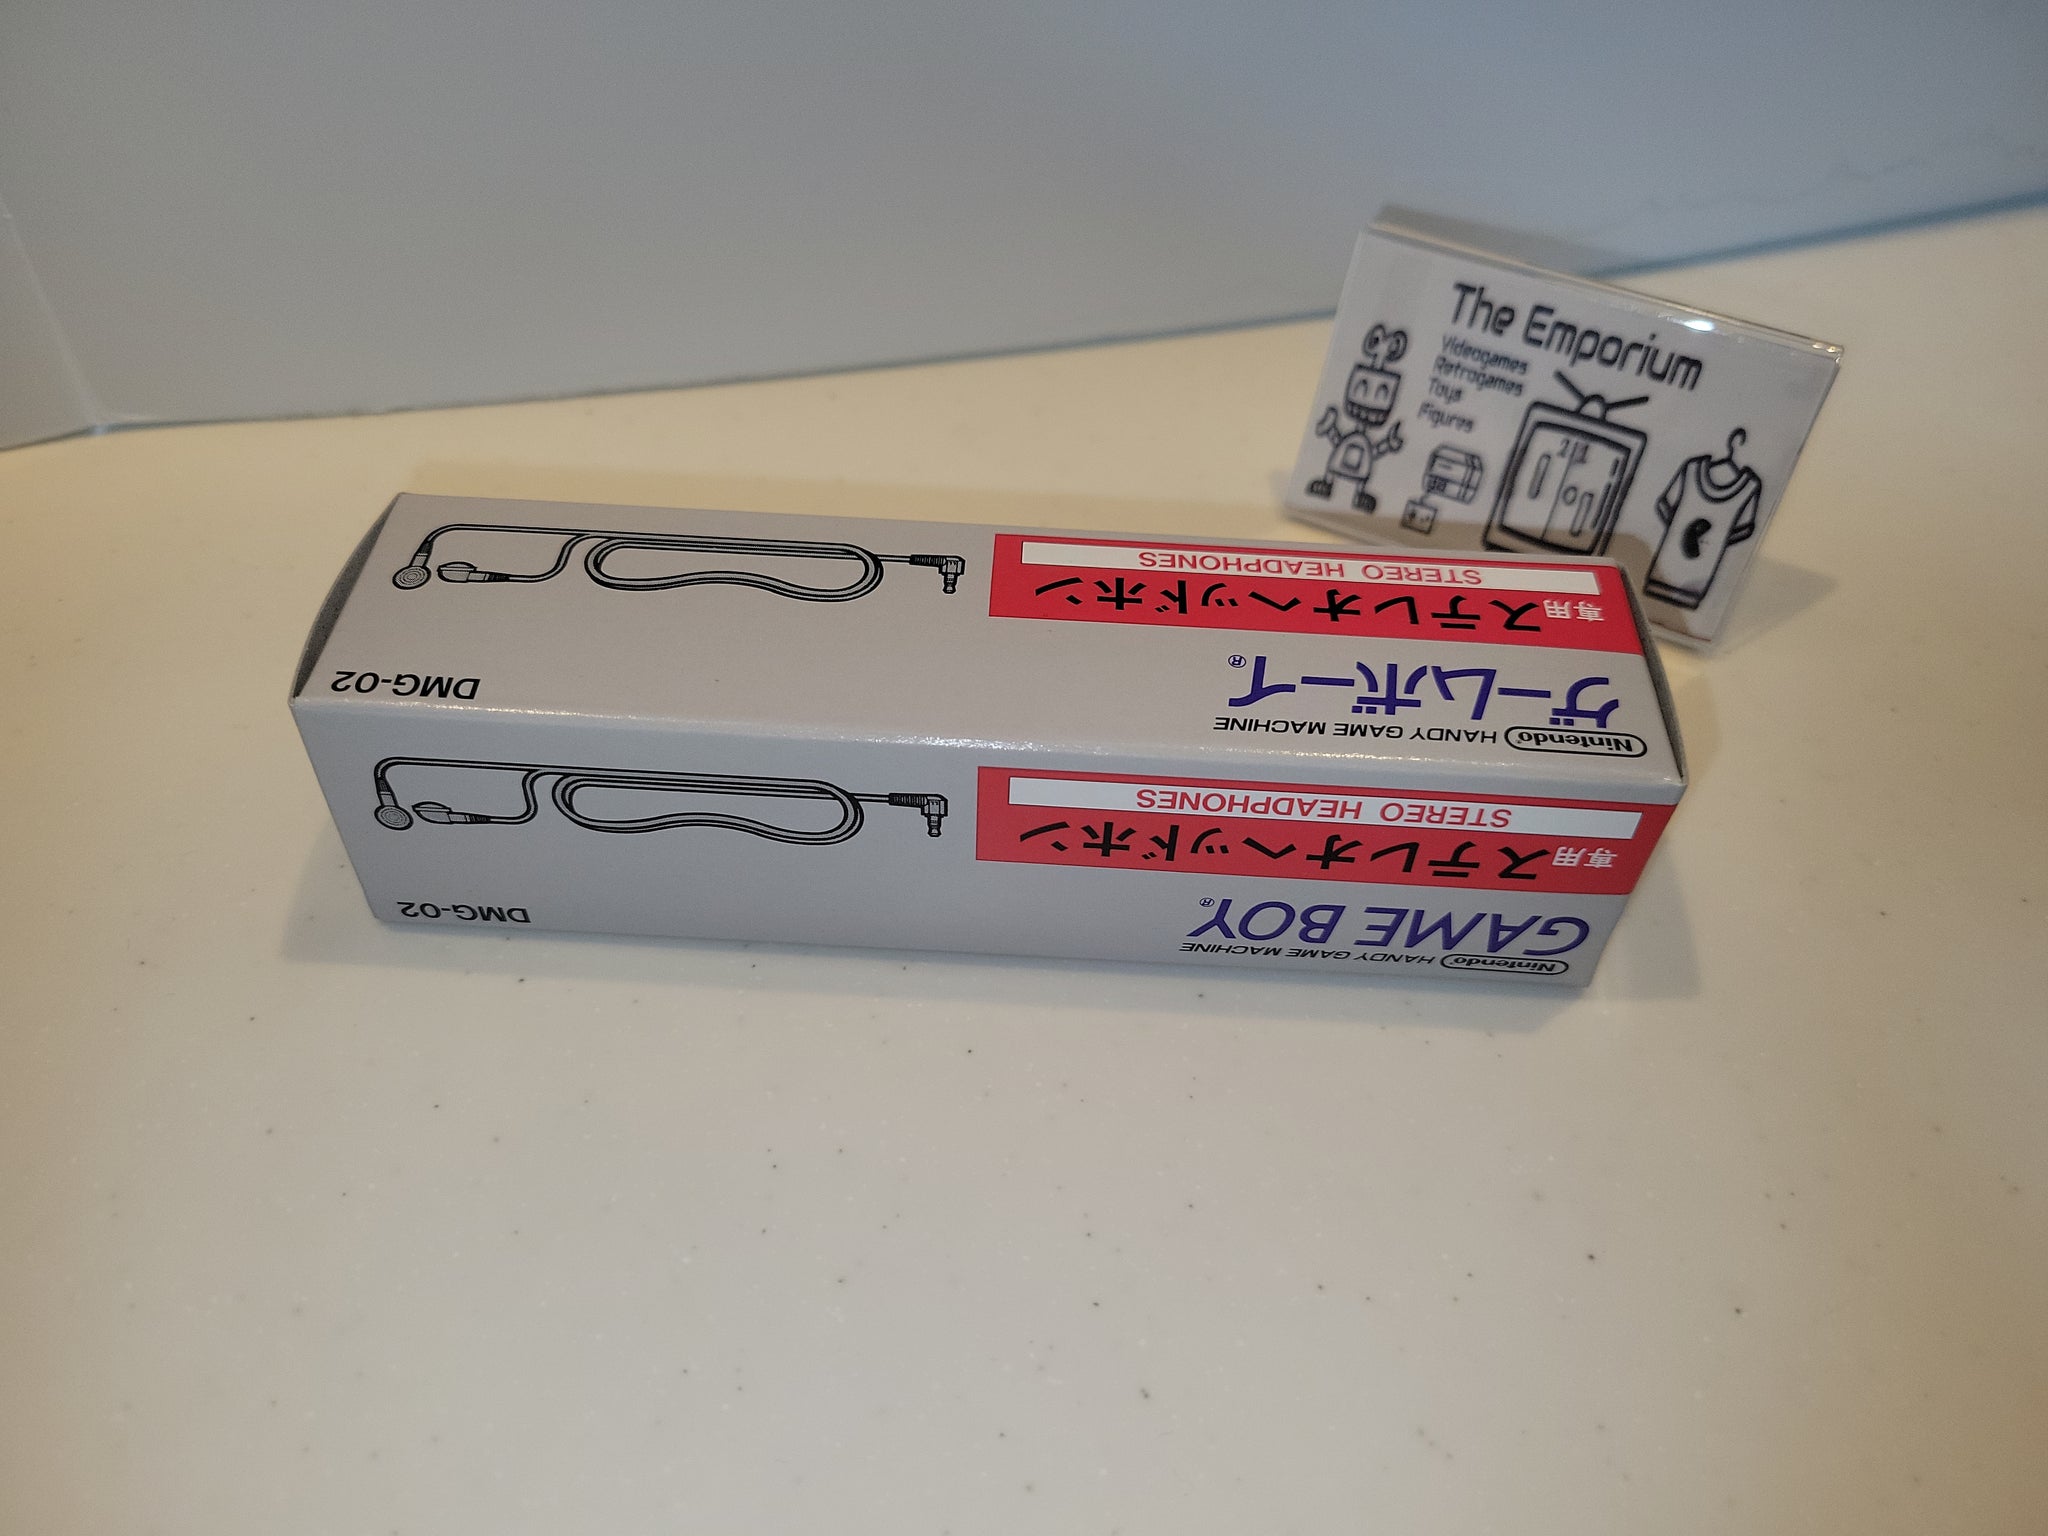 The Emporium
Videogames
Retrogames
Toys
Figures
21
Nintendo® HANDY GAME MACHINE
ゲームボーイ®
専用ステレオヘッドホン
STEREO HEADPHONES
DMG-02
Nintendo® HANDY GAME MACHINE
GAME BOY®
専用ステレオヘッドホン
STEREO HEADPHONES
DMG-02